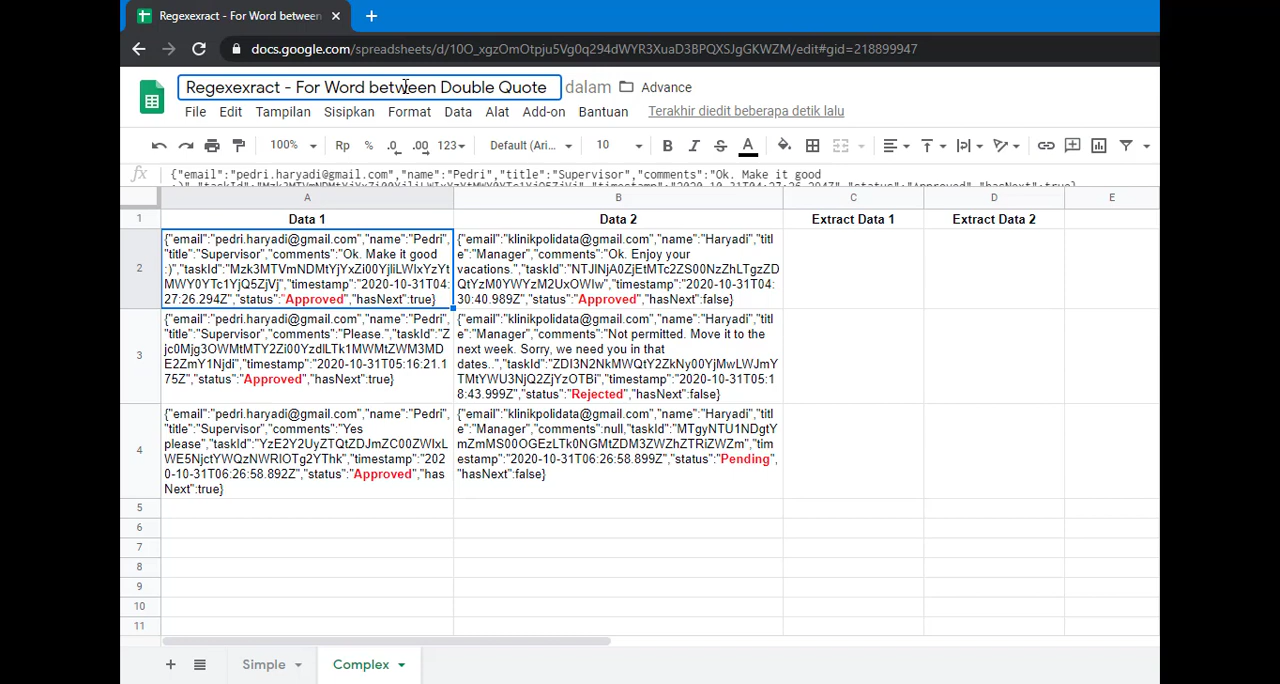 Regexexract - For Word between
docs.google.com/spreadsheets/d/10O_xgzOmOtpju5Vg0q294dWYR3XuaD3BPQXSJgGKWZM/edit#gid=218899947
Regexexract - For Word between Double Quote dalam Advance
File Edit Tampilan Sisipkan Format Data Alat Add-on Bantuan Terakhir diedit beberapa detik lalu
100% Rp % .0 .00 123 Default (Ari... 10 B I S A
fx {"email":"pedri.haryadi@gmail.com","name":"Pedri","title":"Supervisor","comments":"Ok. Make it good
A B C D E
1 Data 1 Data 2 Extract Data 1 Extract Data 2
2
{"email":"pedri.haryadi@gmail.com","name":"Pedri",
"title":"Supervisor","comments":"Ok. Make it good
:)","taskId":"Mzk3MTVmNDMtYjYxZi00YjliLWIxYzYt
MWY0YTc1YjQ5ZjVj","timestamp":"2020-10-31T04:
27:26.294Z","status":"Approved","hasNext":true}
{"email":"klinikpolidata@gmail.com","name":"Haryadi","titl
e":"Manager","comments":"Ok. Enjoy your
vacations.","taskId":"NTJlNjA0ZjEtMTc2ZS00NzZhLTgzZD
QtYzM0YWYzM2UxOWIw","timestamp":"2020-10-31T04:
30:40.989Z","status":"Approved","hasNext":false}
3
{"email":"pedri.haryadi@gmail.com","name":"Pedri",
"title":"Supervisor","comments":"Please.","taskId":"Z
jc0Mjg3OWMtMTY2Zi00YzdlLTk1MWMtZWM3MD
E2ZmY1Njdi","timestamp":"2020-10-31T05:16:21.1
75Z","status":"Approved","hasNext":true}
{"email":"klinikpolidata@gmail.com","name":"Haryadi","titl
e":"Manager","comments":"Not permitted. Move it to the
next week. Sorry, we need you in that
dates..","taskId":"ZDI3N2NkMWQtY2ZkNy00YjMwLWJmY
TMtYWU3NjQ2ZjYzOTBi","timestamp":"2020-10-31T05:1
8:43.999Z","status":"Rejected","hasNext":false}
4
{"email":"pedri.haryadi@gmail.com","name":"Pedri",
"title":"Supervisor","comments":"Yes
please","taskId":"YzE2Y2UyZTQtZDJmZC00ZWIxL
WE5NjctYWQzNWRlOTg2YThk","timestamp":"202
0-10-31T06:26:58.892Z","status":"Approved","has
Next":true}
{"email":"klinikpolidata@gmail.com","name":"Haryadi","titl
e":"Manager","comments":null,"taskId":"MTgyNTU1NDgtY
mZmMS00OGEzLTk0NGMtZDM3ZWZhZTRiZWZm","tim
estamp":"2020-10-31T06:26:58.899Z","status":"Pending",
"hasNext":false}
5
6
7
8
9
10
11
+ Simple Complex